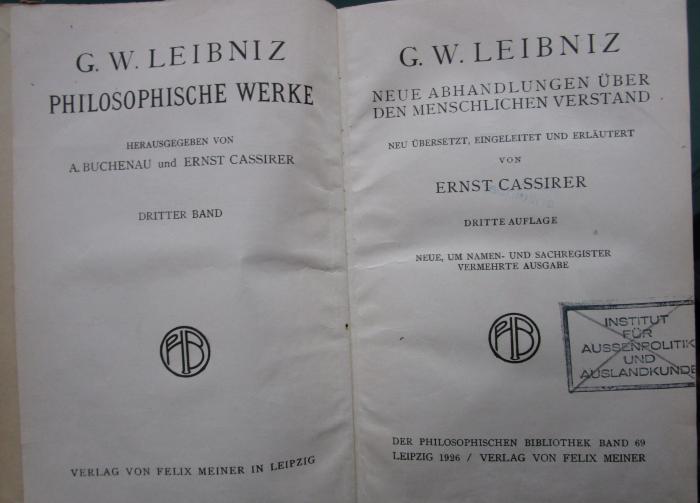 G. W. LEIBNIZ
PHILOSOPHISCHE WERKE
HERAUSGEGEBEN VON
A. BUCHENAU und ERNST CASSIRER
DRITTER BAND
PHB
VERLAG VON FELIX MEINER IN LEIPZIG
G. W. LEIBNIZ
NEUE ABHANDLUNGEN ÜBER
DEN MENSCHLICHEN VERSTAND
NEU ÜBERSETZT, EINGELEITET UND ERLÄUTERT
VON
ERNST CASSIRER
DRITTE AUFLAGE
NEUE, UM NAMEN- UND SACHREGISTER
VERMEHRTE AUSGABE
PHB
INSTITUT
FÜR
AUSSENPOLITIK
UND
AUSLANDKUNDE
DER PHILOSOPHISCHEN BIBLIOTHEK BAND 69
LEIPZIG 1926 / VERLAG VON FELIX MEINER